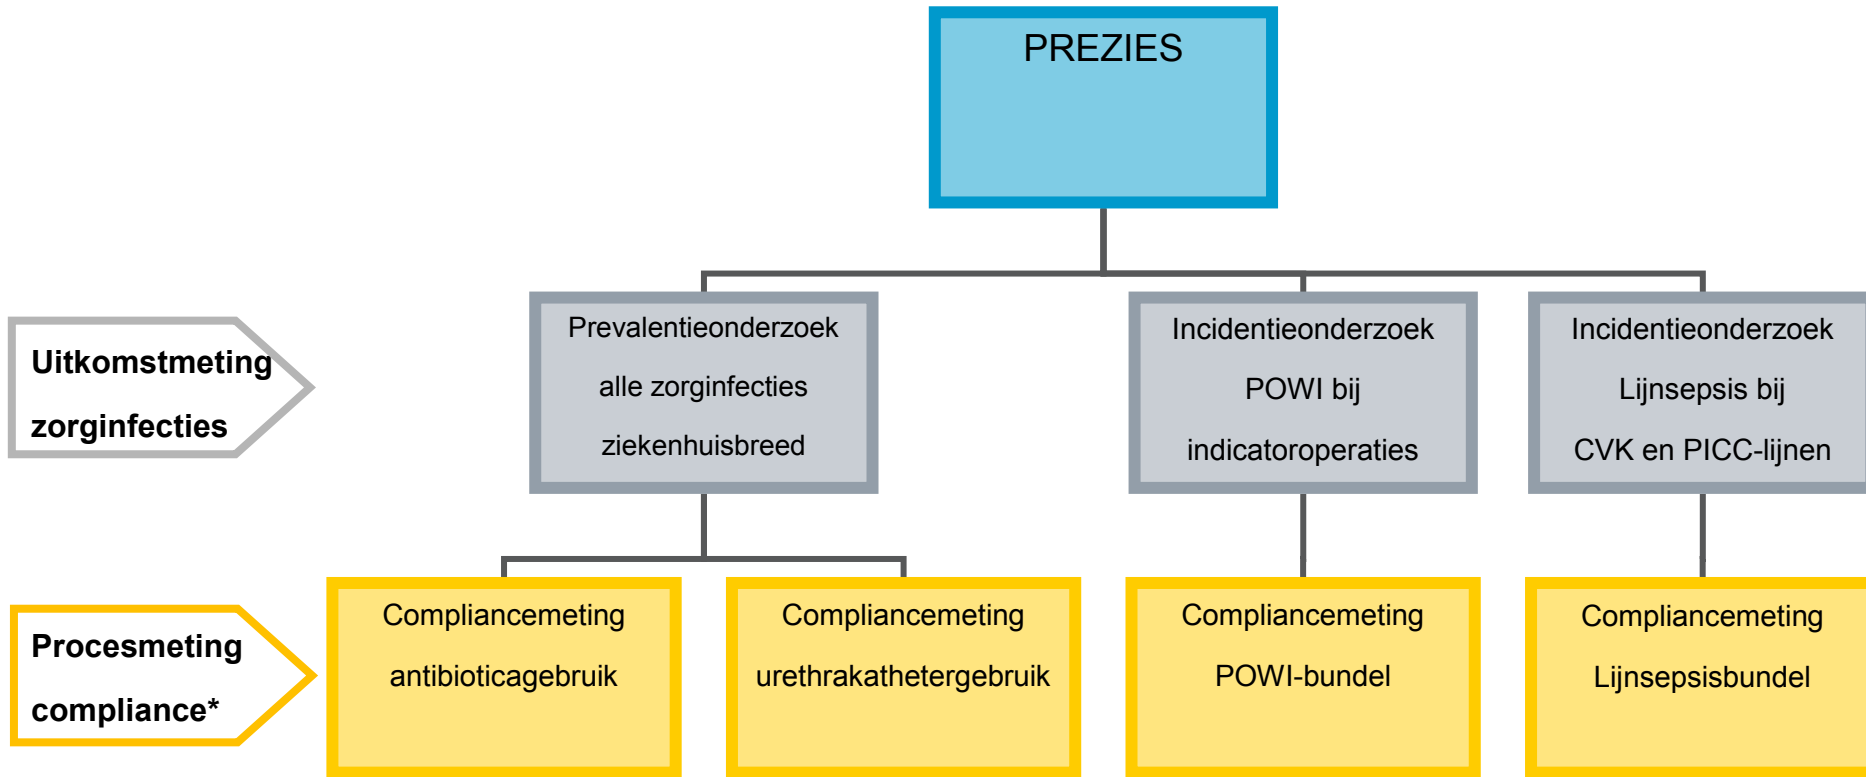 PREZIES
Uitkomstmeting
zorginfecties
Prevalentieonderzoek
alle zorginfecties
ziekenhuisbreed
Incidentieonderzoek
POWI bij
indicatoroperaties
Incidentieonderzoek
Lijnsepsis bij
CVK en PICC-lijnen
Procesmeting
compliance*
Compliancemeting
antibioticagebruik
Compliancemeting
urethrakathetergebruik
Compliancemeting
POWI-bundel
Compliancemeting
Lijnsepsisbundel